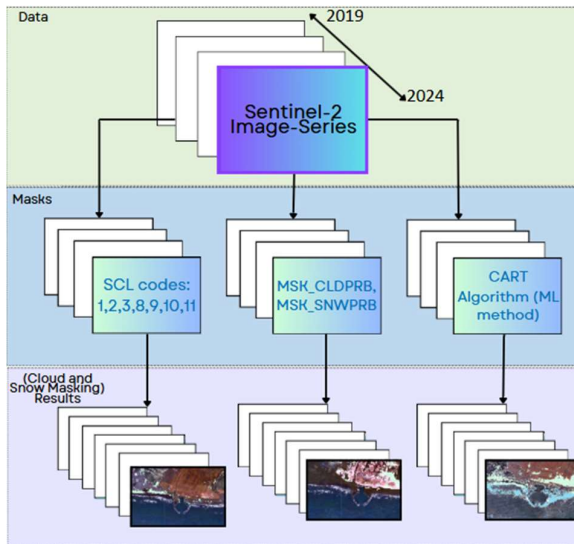 Data
2019
2024
Sentinel-2
Image-Series
Masks
SCL codes:
1,2,3,8,9,10,11
MSK_CLDPRB,
MSK_SNWPRB
CART
Algorithm (ML
method)
(Cloud and
Snow Masking)
Results